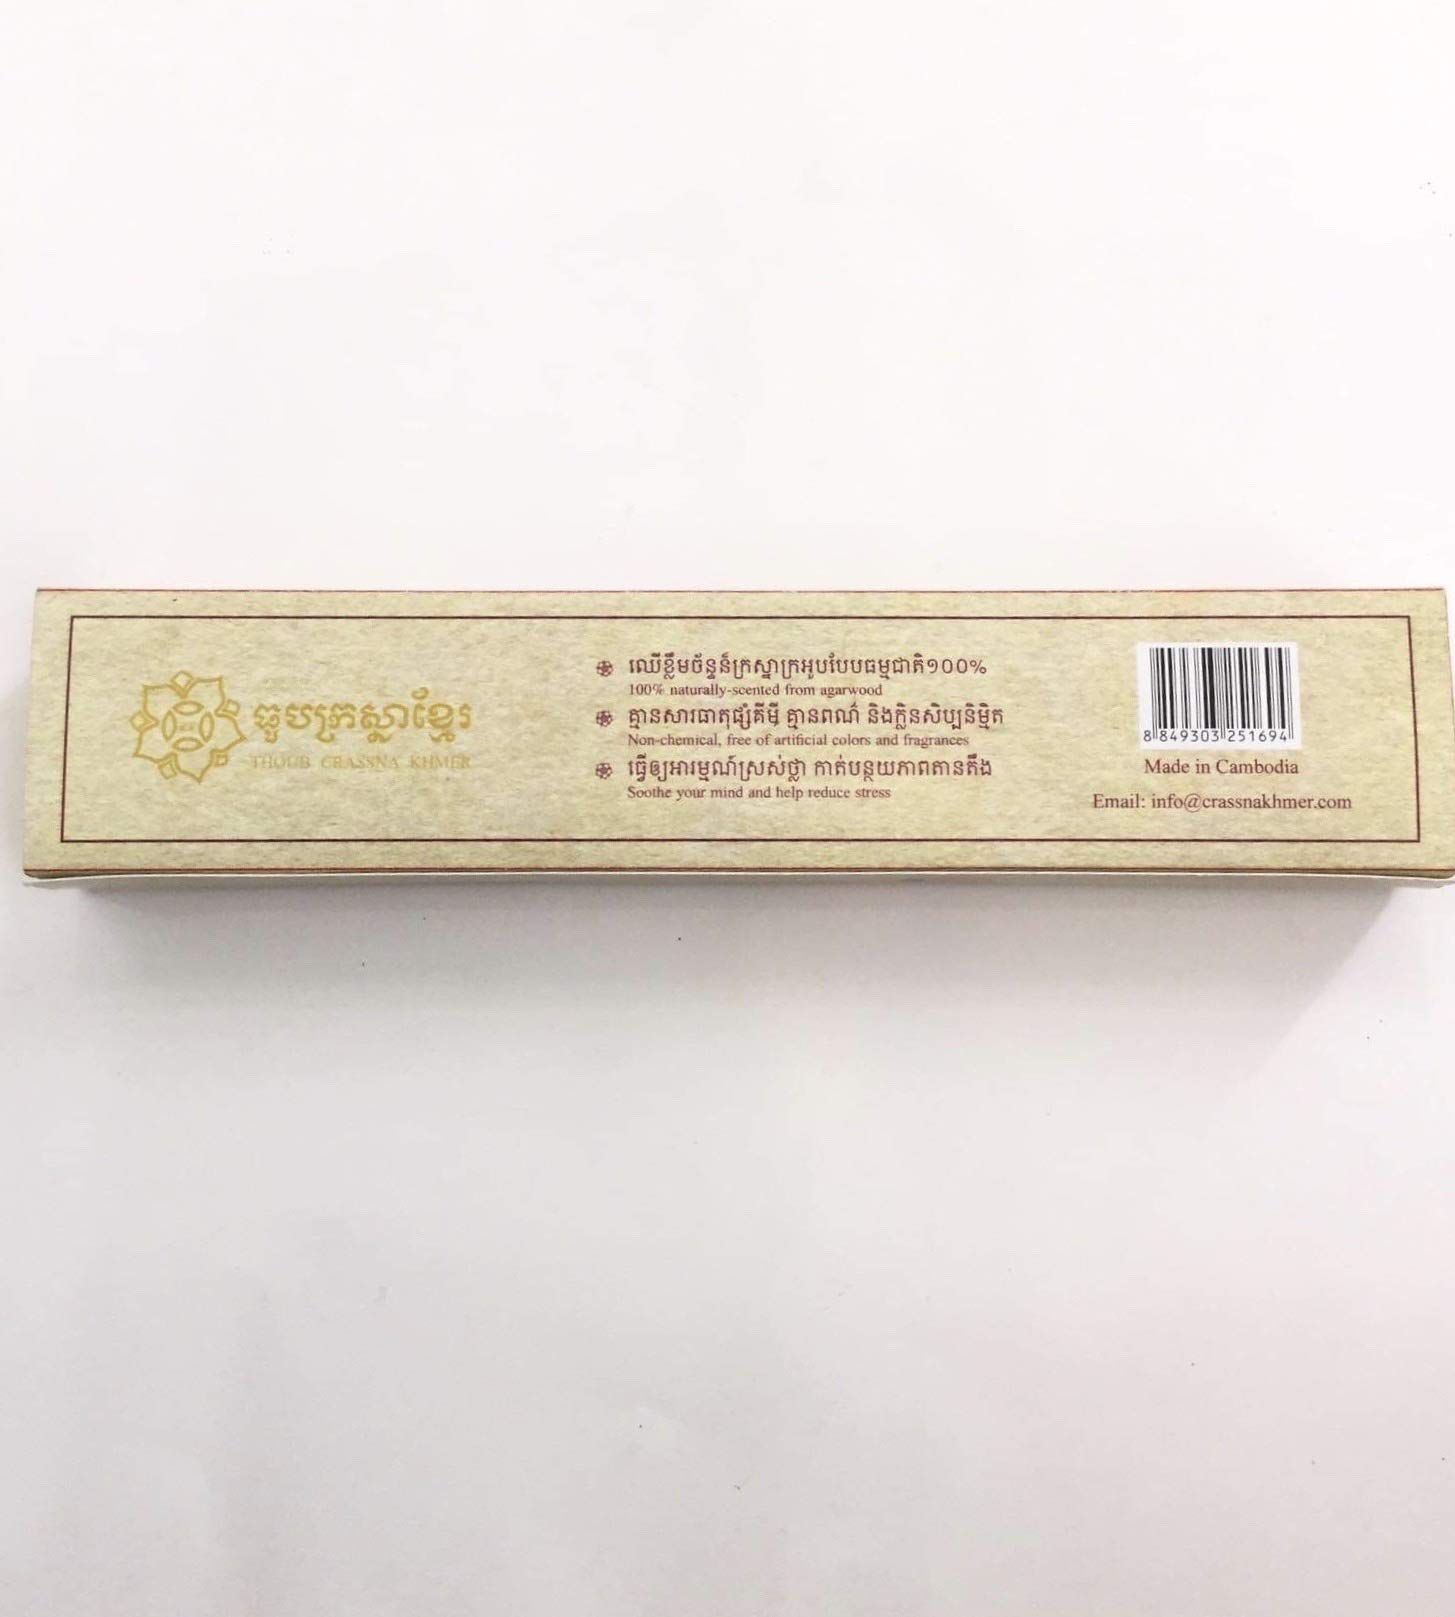 ធូបក្រស្នាខ្មែរ
THOUB CRASSNA KHMER
ឈើខ្លឹមច័ន្ទន៏ក្រស្នាក្រអូបបែបធម្មជាតិ១០០%
100% naturally-scented from agarwood
គ្មានសារធាតុផ្សំគីមី គ្មានពណ៌ និងក្លិនសិប្បនិម្មិត
Non-chemical, free of artificial colors and fragrances
ធ្វើឲ្យអារម្មណ៍ស្រស់ថ្លា កាត់បន្ថយភាពតានតឹង
Soothe your mind and help reduce stress
8 849303 251694
Made in Cambodia
Email: info@crassnakhmer.com